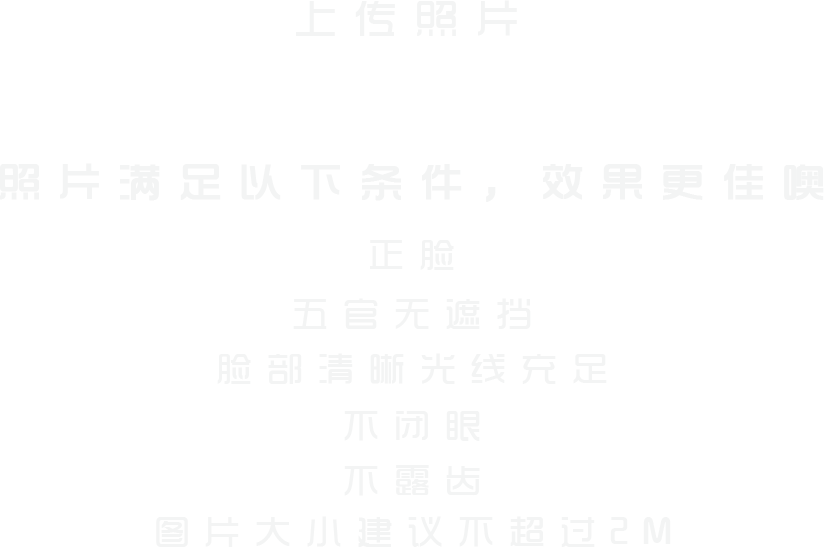 上传照片
照片满足以下条件，效果更佳噢
正脸
五官无遮挡
脸部清晰光线充足
不闭眼
不露齿
图片大小建议不超过2M